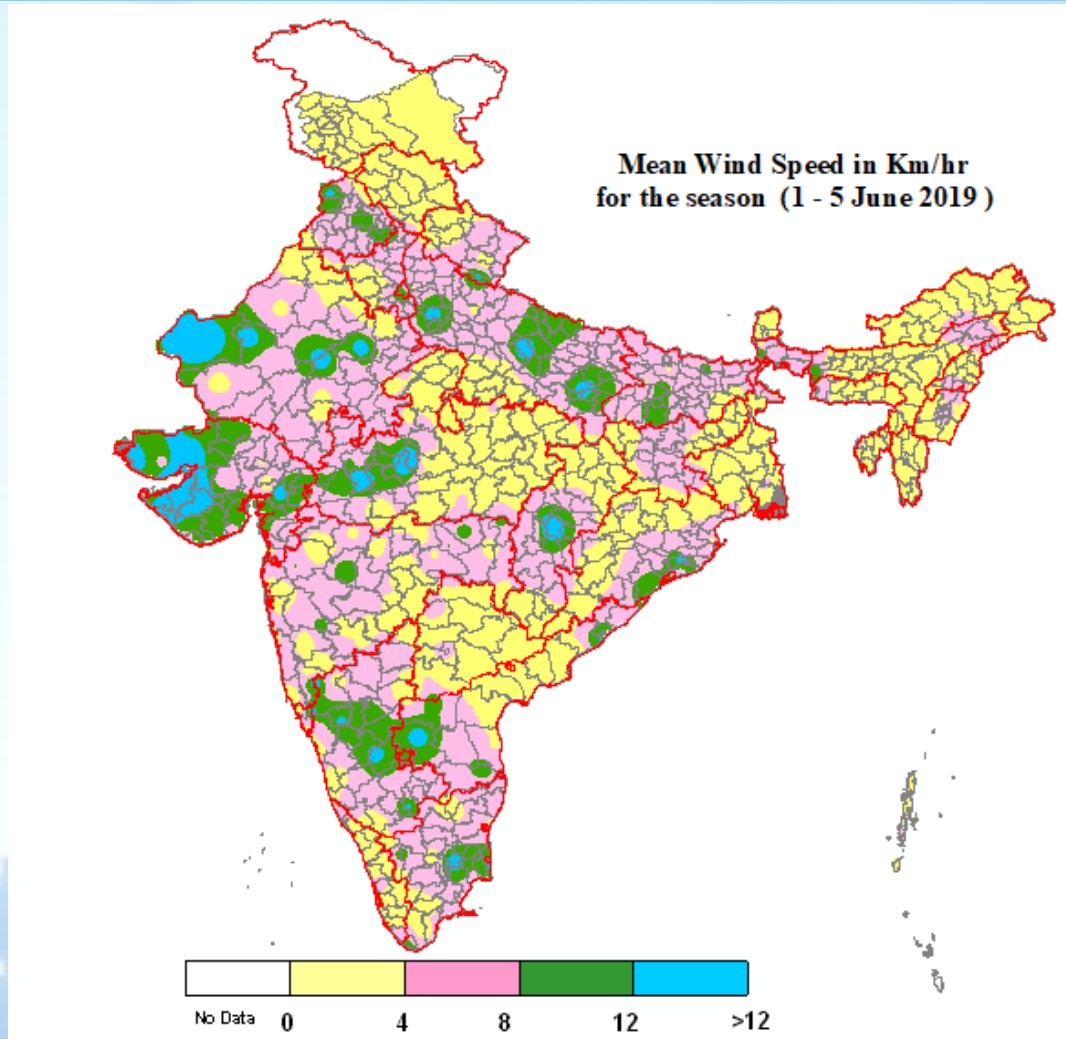 Mean Wind Speed in Km/hr
for the season (1 - 5 June 2019 )
No Data 0 4 8 12 >12